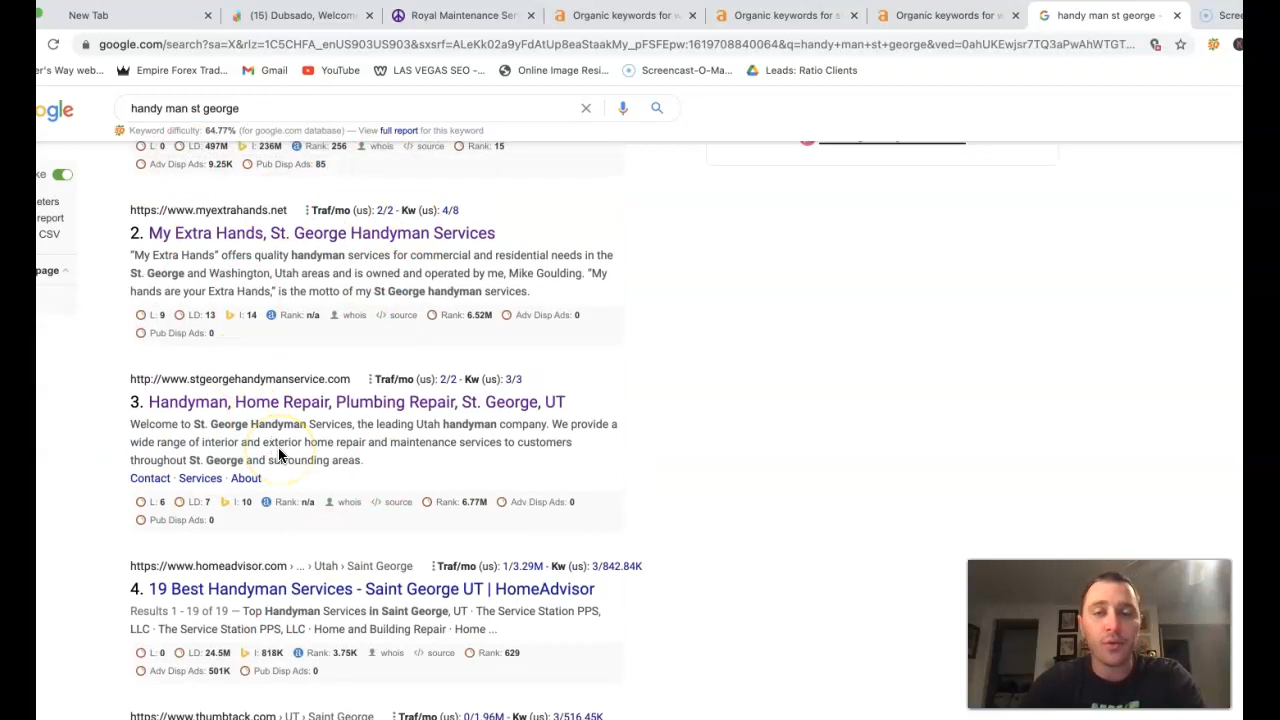 New Tab
(15) Dubsado, Welcom
Royal Maintenance Ser
Organic keywords for w
Organic keywords for s
Organic keywords for w
handy man st george -
Scree
google.com/search?sa=X&rlz=1C5CHFA_enUS903US903&sxsrf=ALeKk02a9yFdAtUp8eaStaakMy_pFSFEpw:1619708840064&q=handy+man+st+george&ved=0ahUKEwjsr7TQ3aPwAhWTGT...
er's Way web...
Empire Forex Trad...
Gmail
YouTube
LAS VEGAS SEO -...
Online Image Resi...
Screencast-O-Ma...
Leads: Ratio Clients
ogle
handy man st george
Keyword difficulty: 64.77% (for google.com database) — View full report for this keyword
L: 0 LD: 497M I: 236M Rank: 256 whois source Rank: 15
Adv Disp Ads: 9.25K Pub Disp Ads: 85
ke
eters
report
CSV
page
https://www.myextrahands.net Traf/mo (us): 2/2 - Kw (us): 4/8
2. My Extra Hands, St. George Handyman Services
"My Extra Hands" offers quality handyman services for commercial and residential needs in the
St. George and Washington, Utah areas and is owned and operated by me, Mike Goulding. "My
hands are your Extra Hands," is the motto of my St George handyman services.
L: 9 LD: 13 I: 14 Rank: n/a whois source Rank: 6.52M Adv Disp Ads: 0
Pub Disp Ads: 0
http://www.stgeorgehandymanservice.com Traf/mo (us): 2/2 - Kw (us): 3/3
3. Handyman, Home Repair, Plumbing Repair, St. George, UT
Welcome to St. George Handyman Services, the leading Utah handyman company. We provide a
wide range of interior and exterior home repair and maintenance services to customers
throughout St. George and surrounding areas.
Contact · Services · About
L: 6 LD: 7 I: 10 Rank: n/a whois source Rank: 6.77M Adv Disp Ads: 0
Pub Disp Ads: 0
https://www.homeadvisor.com › ... › Utah › Saint George Traf/mo (us): 1/3.29M - Kw (us): 3/842.84K
4. 19 Best Handyman Services - Saint George UT | HomeAdvisor
Results 1 - 19 of 19 — Top Handyman Services in Saint George, UT · The Service Station PPS,
LLC · The Service Station PPS, LLC · Home and Building Repair · Home ...
L: 0 LD: 24.5M I: 818K Rank: 3.75K whois source Rank: 629
Adv Disp Ads: 501K Pub Disp Ads: 0
https://www.thumbtack.com › UT › Saint George Traf/mo (us): 0/1.96M - Kw (us): 3/516.45K